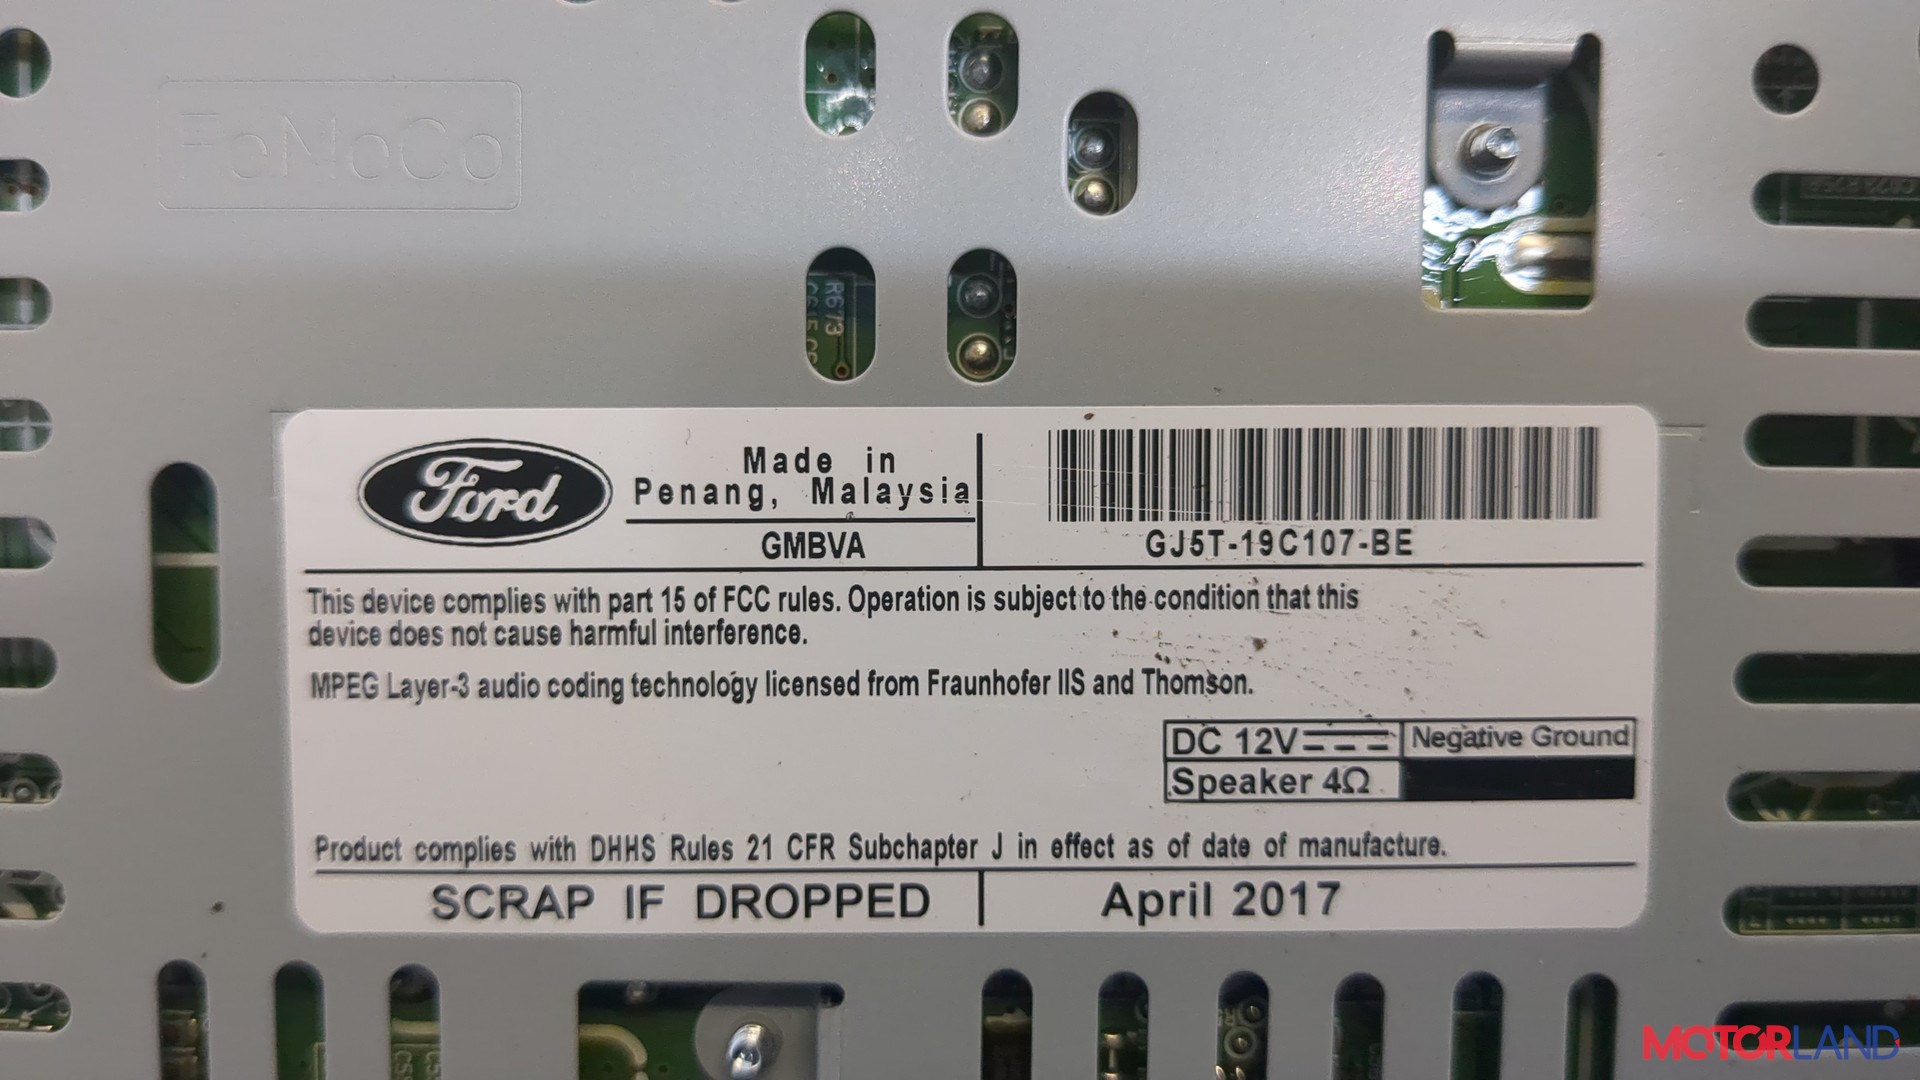 FoMoCo
R673
Ford
Made in
Penang, Malaysia
GMBVA
GJ5T-19C107-BE
This device complies with part 15 of FCC rules. Operation is subject to the condition that this
device does not cause harmful interference.
MPEG Layer-3 audio coding technology licensed from Fraunhofer IIS and Thomson.
DC 12V
Negative Ground
Speaker 4Ω
Product complies with DHHS Rules 21 CFR Subchapter J in effect as of date of manufacture.
SCRAP IF DROPPED
April 2017
MOTORLAND